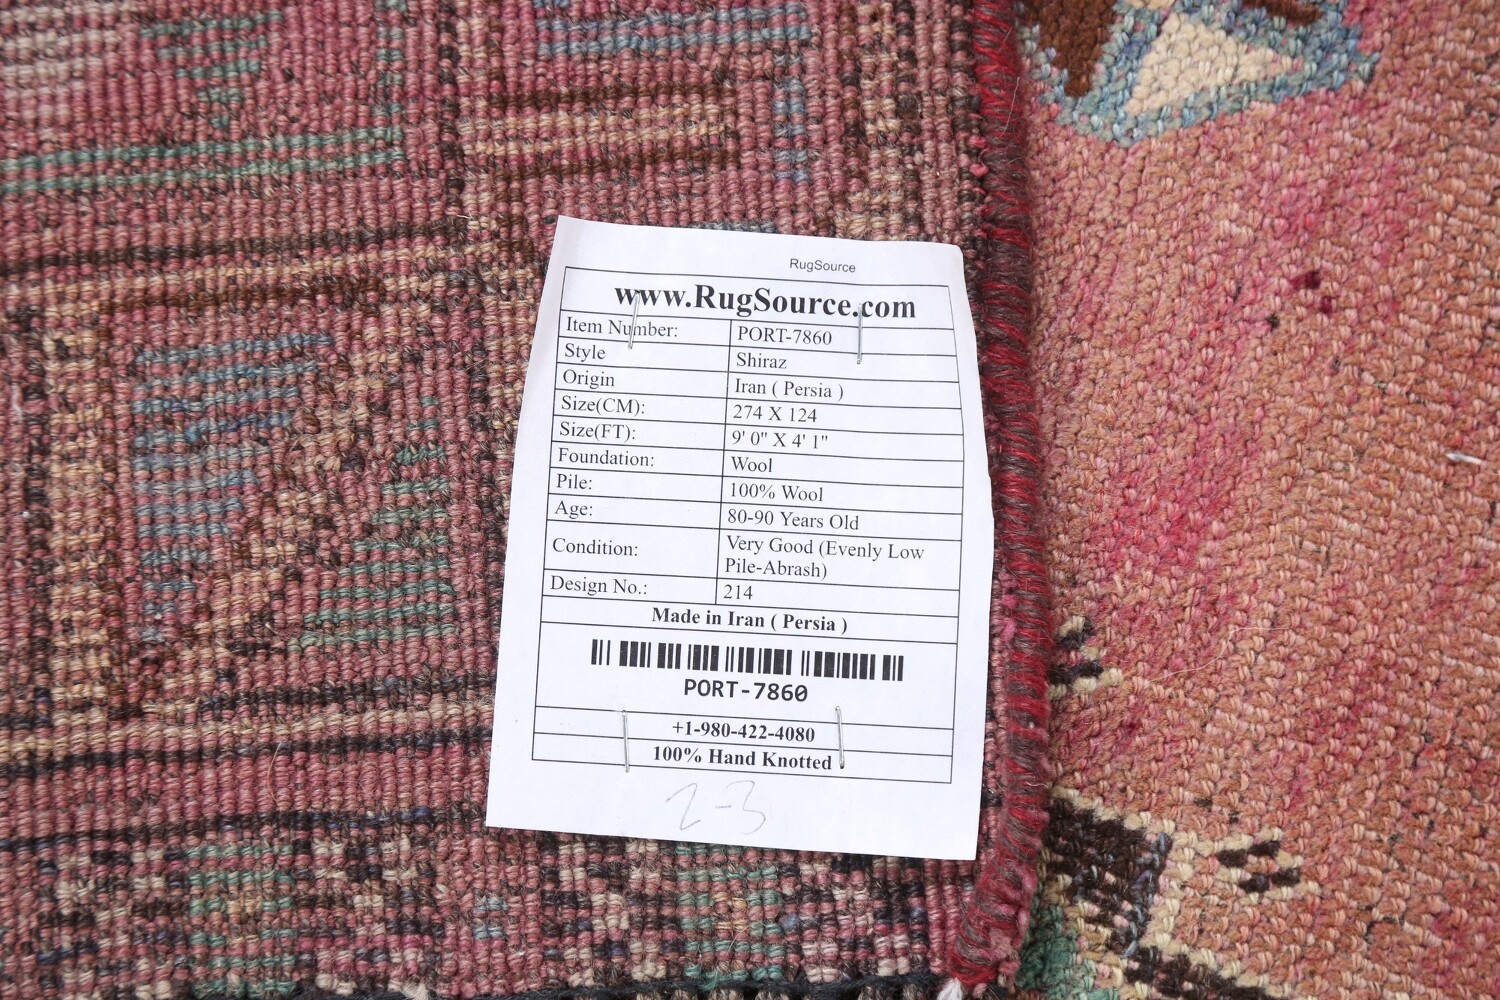 RugSource
www.RugSource.com
Item Number: PORT-7860
Style Shiraz
Origin Iran ( Persia )
Size(CM): 274 X 124
Size(FT): 9' 0" X 4' 1"
Foundation: Wool
Pile: 100% Wool
Age: 80-90 Years Old
Condition: Very Good (Evenly Low
Pile-Abrash)
Design No.: 214
Made in Iran ( Persia )
PORT-7860
+1-980-422-4080
100% Hand Knotted
2-3